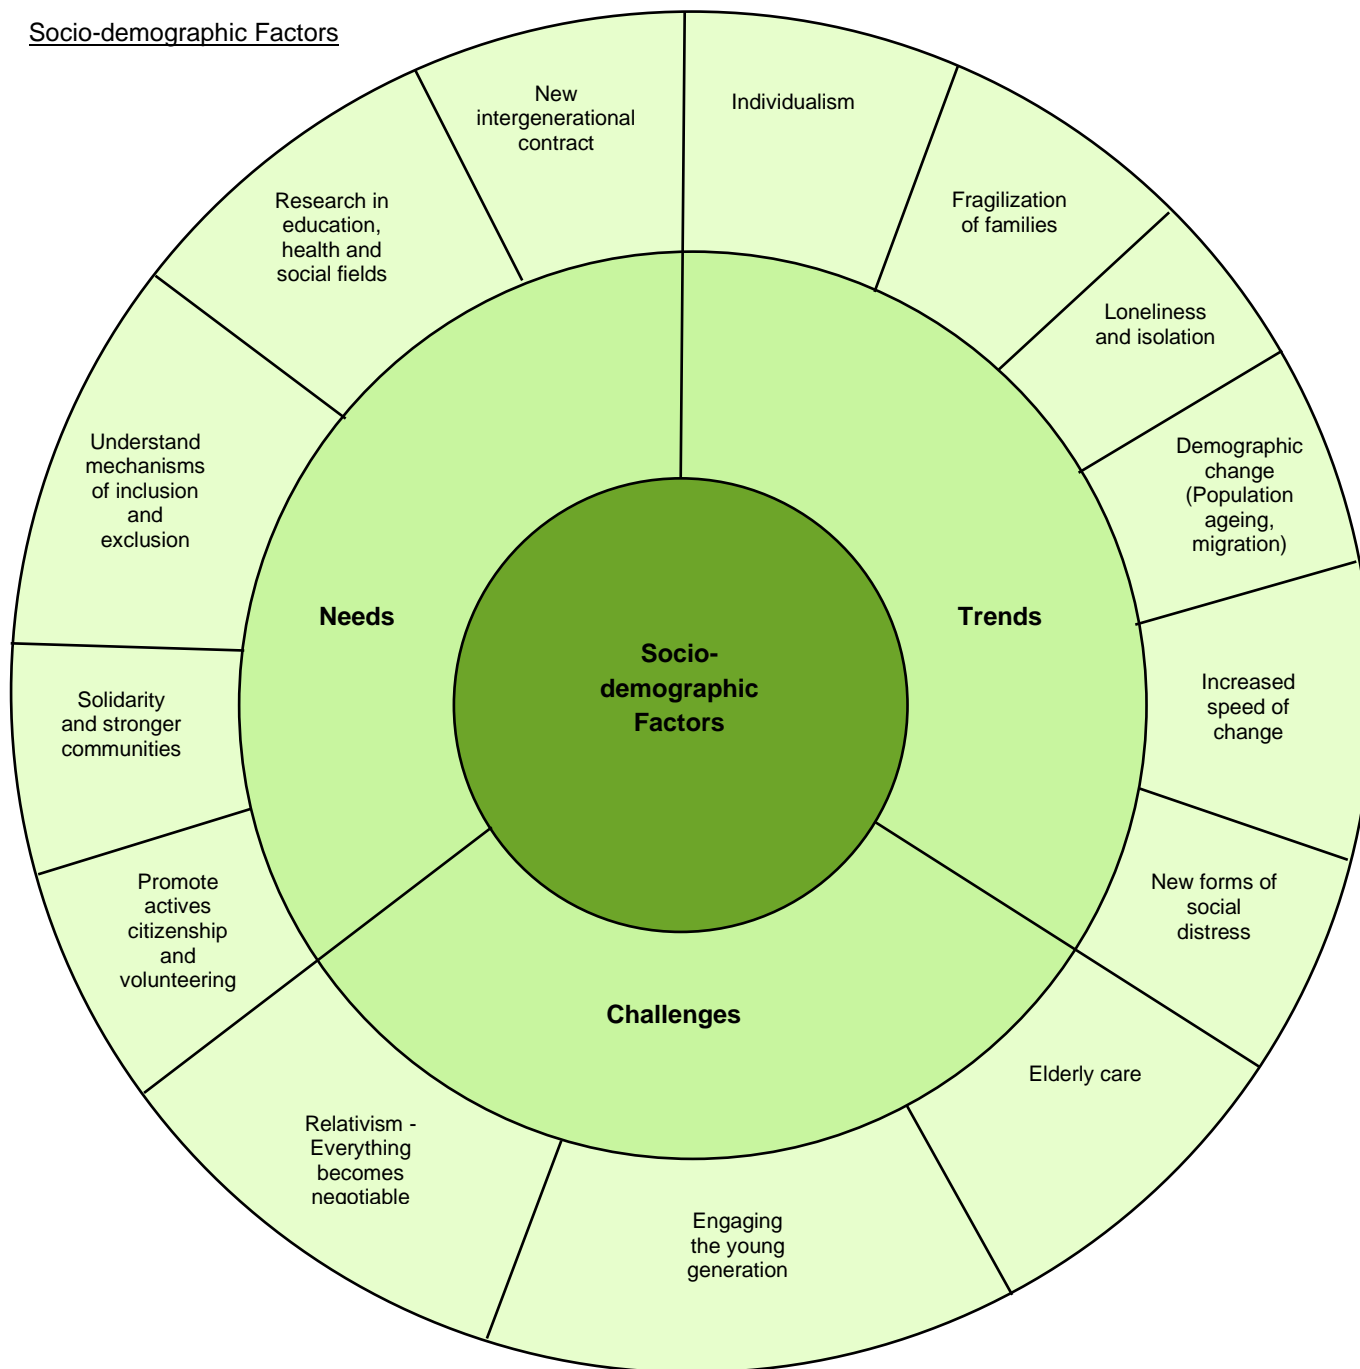 Socio-demographic Factors
New
intergenerational
contract
Individualism
Research in
education,
health and
social fields
Fragilization
of families
Loneliness
and isolation
Understand
mechanisms
of inclusion
and
exclusion
Demographic
change
(Population
ageing,
migration)
Needs
Trends
Socio-
demographic
Factors
Solidarity
and stronger
communities
Increased
speed of
change
Promote
actives
citizenship
and
volunteering
New forms of
social
distress
Challenges
Elderly care
Relativism -
Everything
becomes
negotiable
Engaging
the young
generation